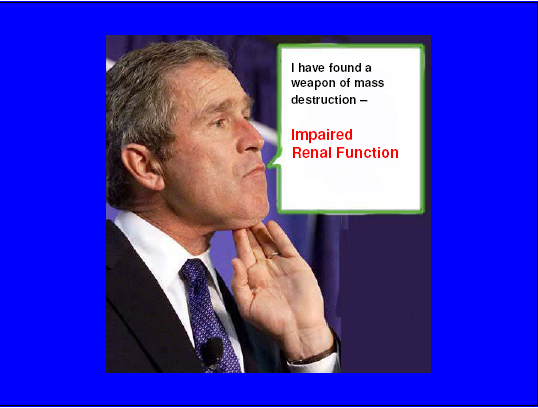 I have found a
weapon of mass
destruction –
Impaired
Renal Function